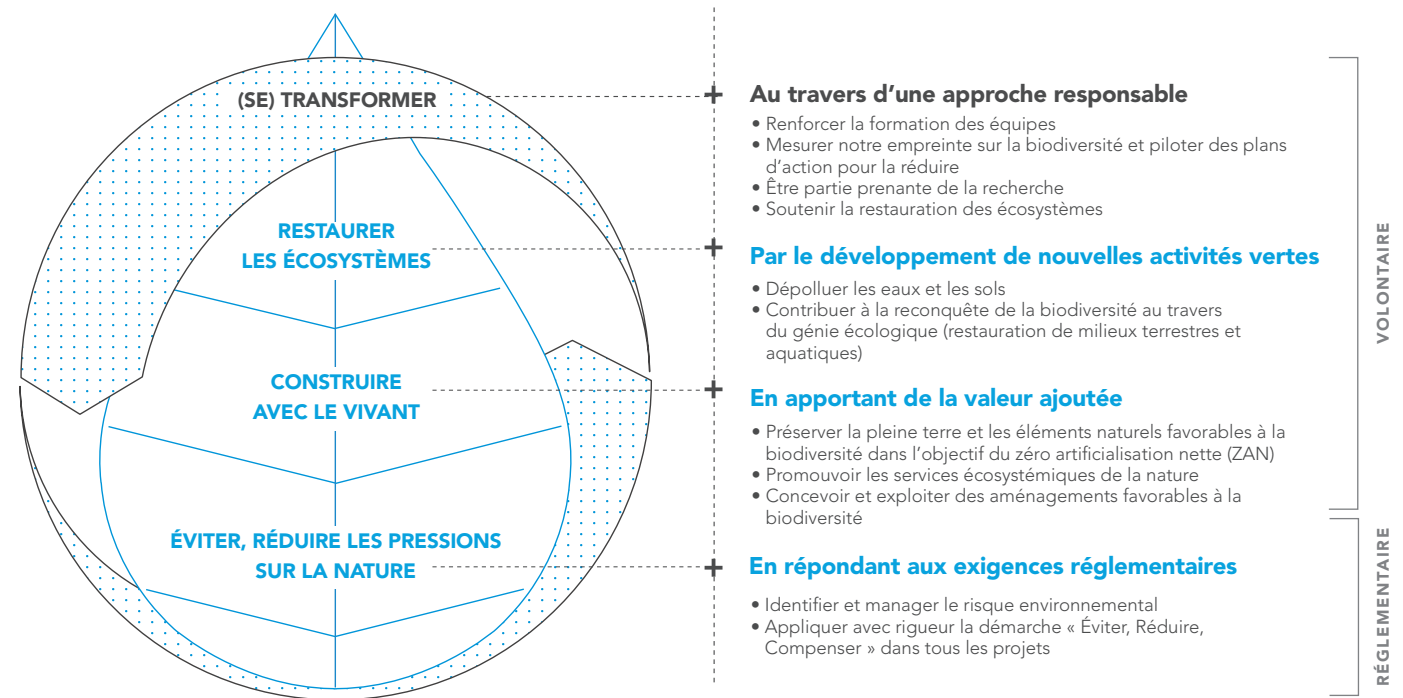 (SE) TRANSFORMER
Au travers d’une approche responsable
• Renforcer la formation des équipes
• Mesurer notre empreinte sur la biodiversité et piloter des plans
d’action pour la réduire
• Être partie prenante de la recherche
• Soutenir la restauration des écosystèmes
RESTAURER
LES ÉCOSYSTÈMES
Par le développement de nouvelles activités vertes
• Dépolluer les eaux et les sols
• Contribuer à la reconquête de la biodiversité au travers
du génie écologique (restauration de milieux terrestres et
aquatiques)
CONSTRUIRE
AVEC LE VIVANT
En apportant de la valeur ajoutée
• Préserver la pleine terre et les éléments naturels favorables à la
biodiversité dans l’objectif du zéro artificialisation nette (ZAN)
• Promouvoir les services écosystémiques de la nature
• Concevoir et exploiter des aménagements favorables à la
biodiversité
VOLONTAIRE
ÉVITER, RÉDUIRE LES PRESSIONS
SUR LA NATURE
En répondant aux exigences réglementaires
• Identifier et manager le risque environnemental
• Appliquer avec rigueur la démarche « Éviter, Réduire,
Compenser » dans tous les projets
RÉGLEMENTAIRE